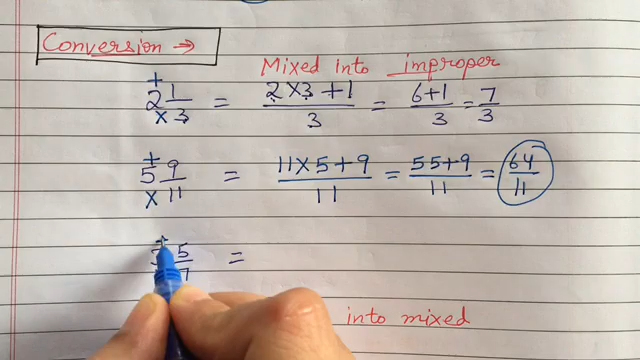 Conversion →
Mixed into improper
+
2 1/3 = (2×3+1)/3 = (6+1)/3 = 7/3
×
+
5 9/11 = (11×5+9)/11 = (55+9)/11 = 64/11
×
+
5/7 =
into mixed